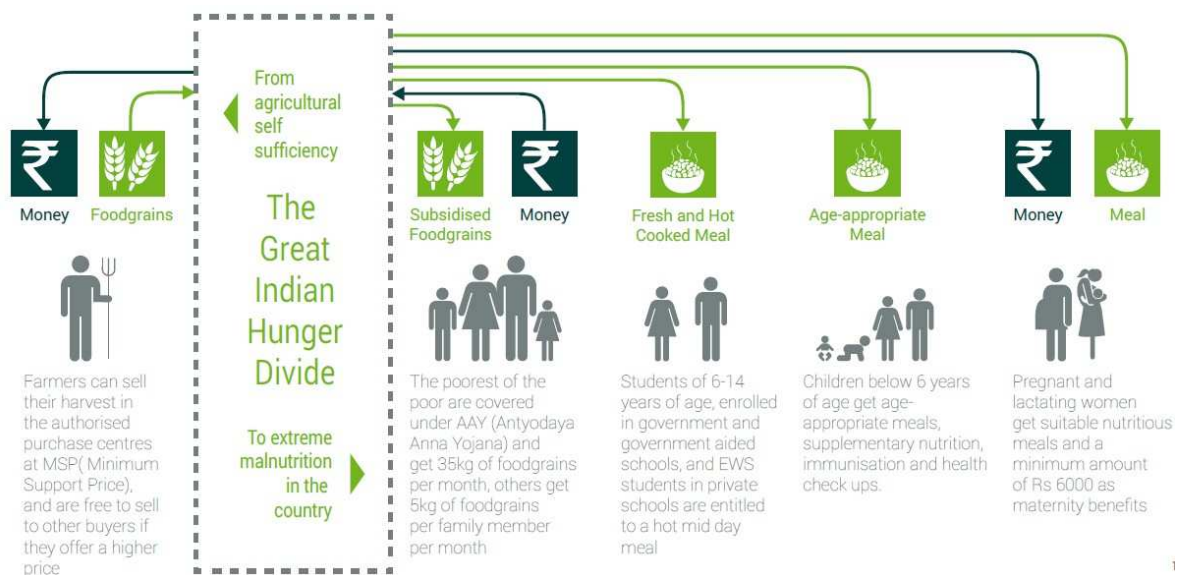 From
agricultural
self
sufficiency
The
Great
Indian
Hunger
Divide
To extreme
malnutrition
in the
country
₹
Money
Foodgrains
Farmers can sell
their harvest in
the authorised
purchase centres
at MSP( Minimum
Support Price),
and are free to sell
to other buyers if
they offer a higher
price
Subsidised
Foodgrains
₹
Money
The poorest of the
poor are covered
under AAY (Antyodaya
Anna Yojana) and
get 35kg of foodgrains
per month, others get
5kg of foodgrains
per family member
per month
Fresh and Hot
Cooked Meal
Students of 6-14
years of age, enrolled
in government and
government aided
schools, and EWS
students in private
schools are entitled
to a hot mid day
meal
Age-appropriate
Meal
Children below 6 years
of age get age-
appropriate meals,
supplementary nutrition,
immunisation and health
check ups.
₹
Money
Meal
Pregnant and
lactating women
get suitable nutritious
meals and a
minimum amount
of Rs 6000 as
maternity benefits
1